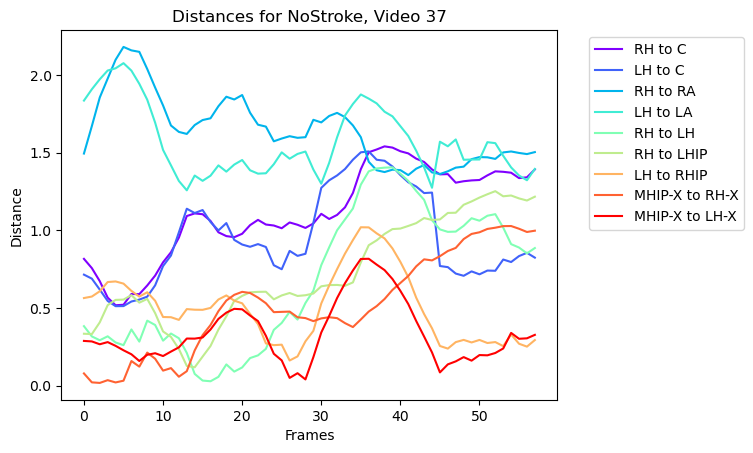 Distances for NoStroke, Video 37
Distance
2.0
1.5
1.0
0.5
0.0
0
10
20
30
40
50
Frames
RH to C
LH to C
RH to RA
LH to LA
RH to LH
RH to LHIP
LH to RHIP
MHIP-X to RH-X
MHIP-X to LH-X